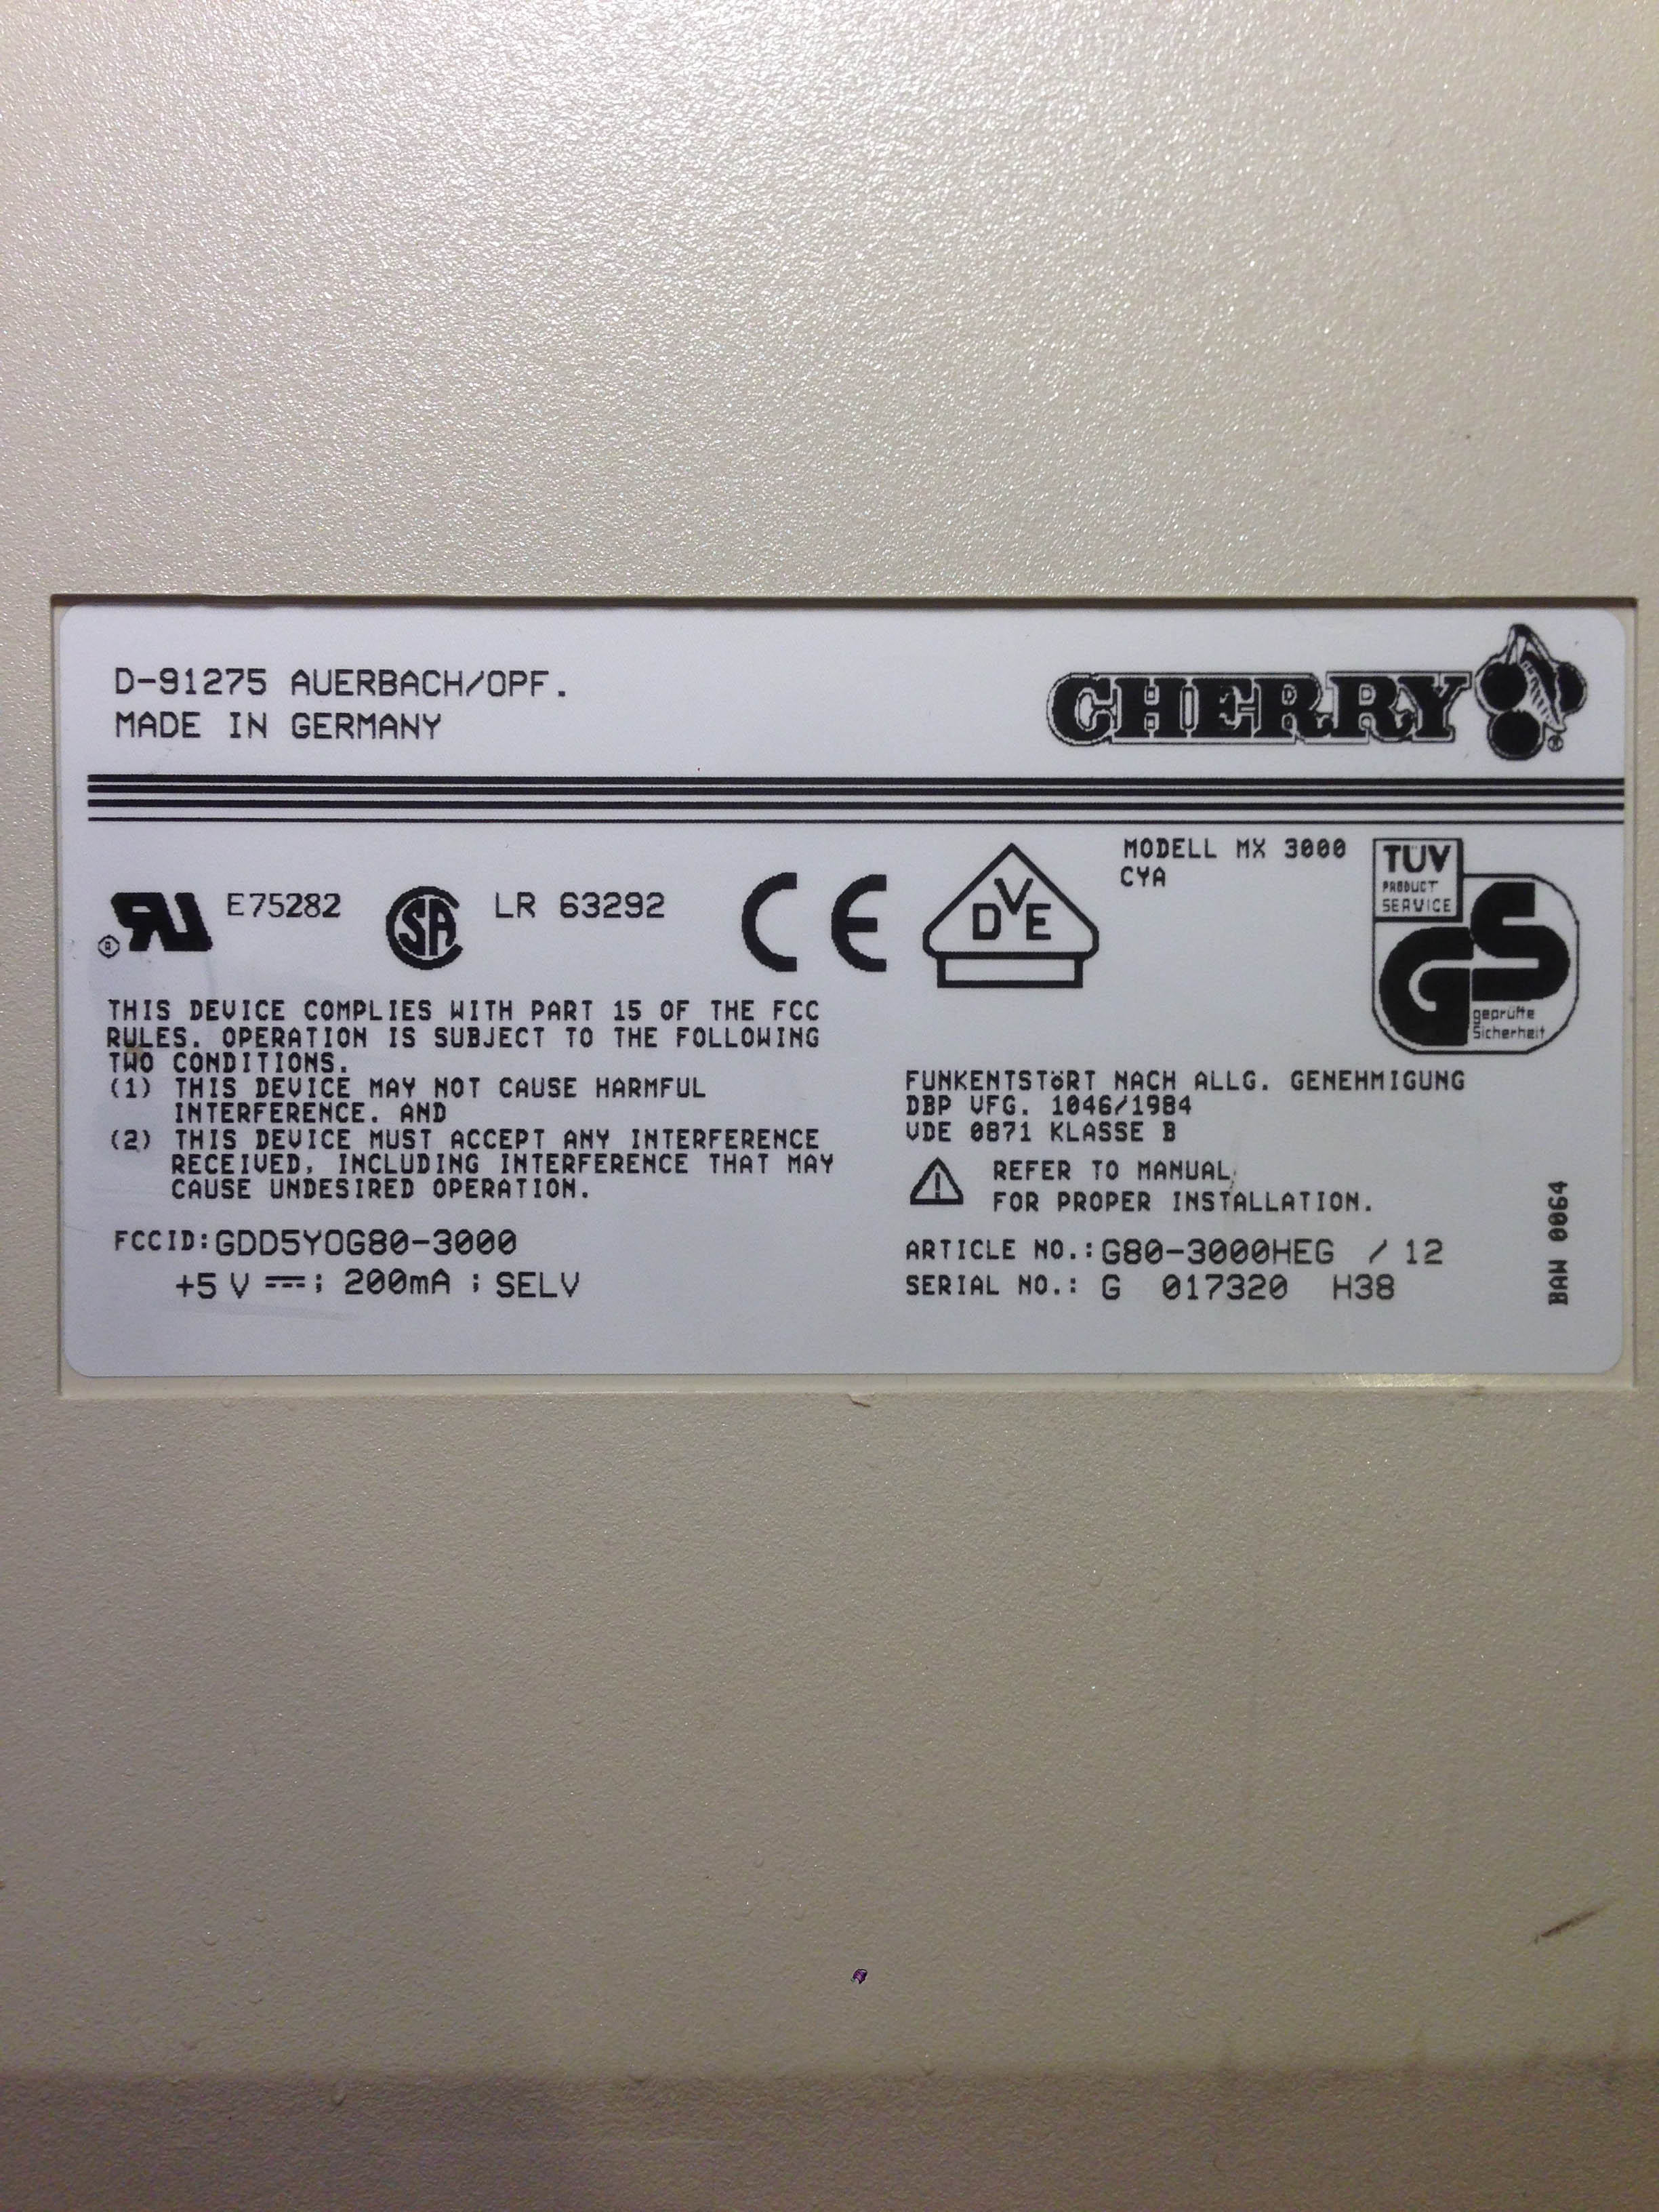 D-91275 AUERBACH/OPF.
MADE IN GERMANY
CHERRY
®
® RU E75282
SA LR 63292
CE
DVE
MODELL MX 3000
CYA
TÜV
PRODUCT
SERVICE
GS
geprüfte
Sicherheit
THIS DEVICE COMPLIES WITH PART 15 OF THE FCC
RULES. OPERATION IS SUBJECT TO THE FOLLOWING
TWO CONDITIONS.
(1) THIS DEVICE MAY NOT CAUSE HARMFUL
INTERFERENCE. AND
(2) THIS DEVICE MUST ACCEPT ANY INTERFERENCE
RECEIVED, INCLUDING INTERFERENCE THAT MAY
CAUSE UNDESIRED OPERATION.
FCCID:GDD5YOG80-3000
+5 V ⎓; 200mA ; SELV
FUNKENTSTöRT NACH ALLG. GENEHMIGUNG
DBP VFG. 1046/1984
VDE 0871 KLASSE B
REFER TO MANUAL
FOR PROPER INSTALLATION.
ARTICLE NO.:G80-3000HEG / 12
SERIAL NO.: G 017320 H38
BAW 0064